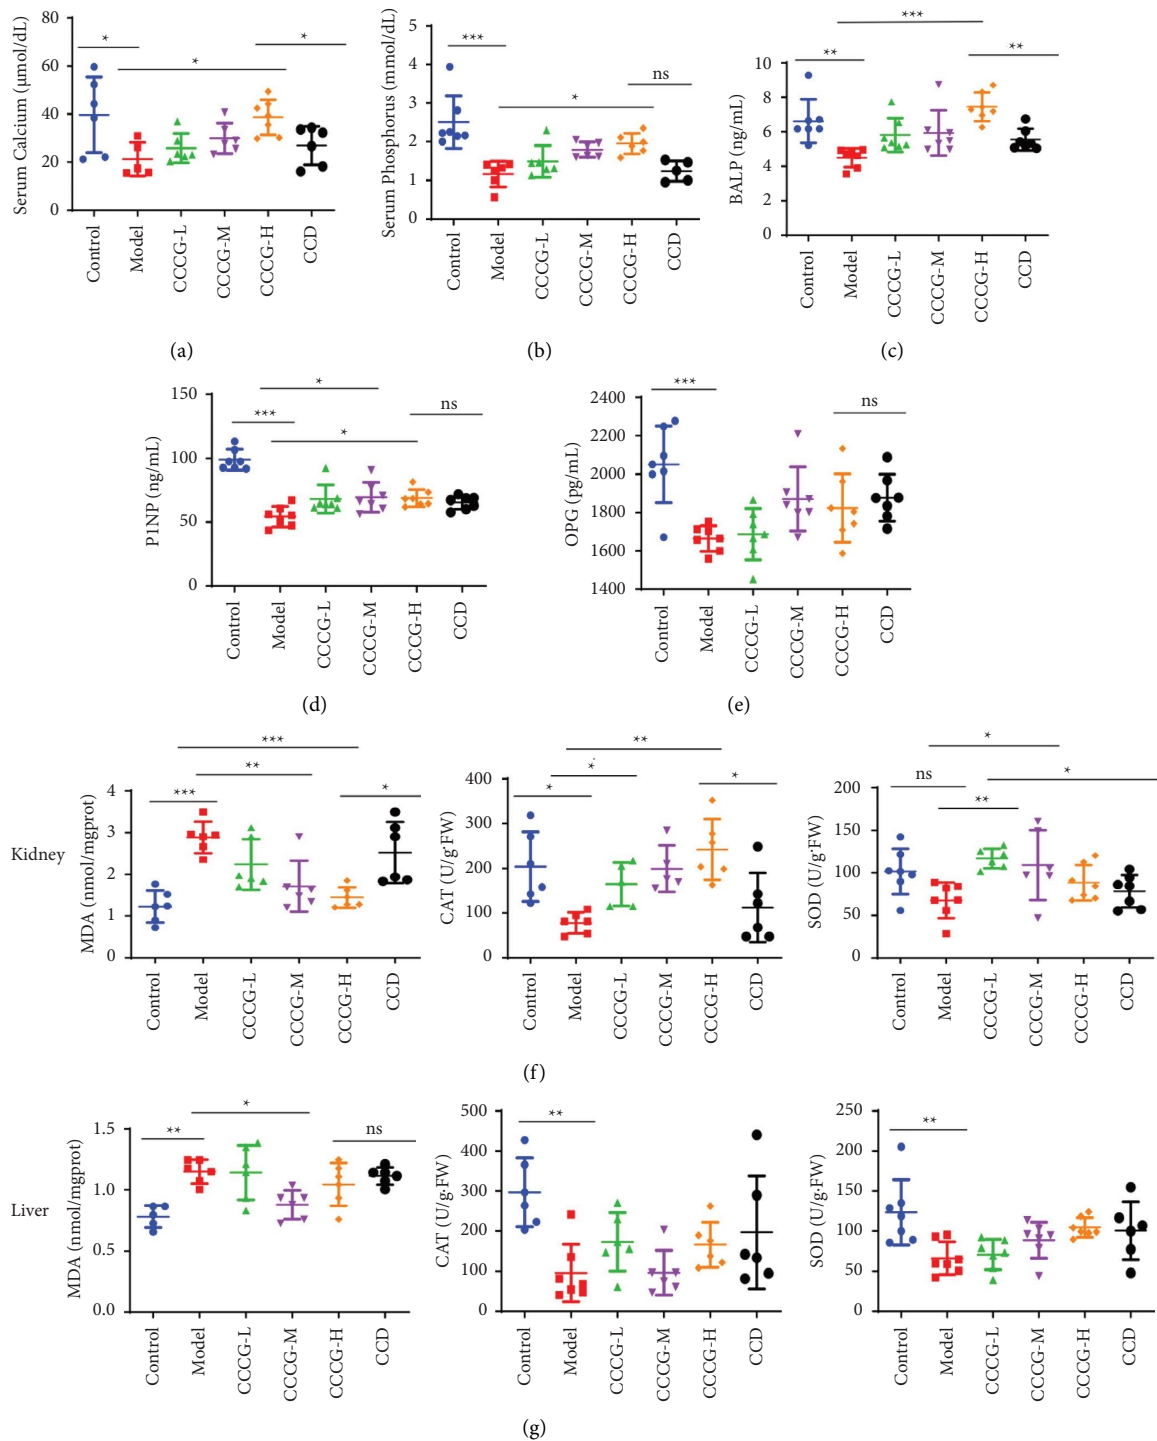 Serum Calcium (μmol/dL)
80
60
40
20
0
*
*
*
Control
Model
CCCG-L
CCCG-M
CCCG-H
CCD
(a)
Serum Phosphorus (mmol/dL)
5
4
3
2
1
0
***
*
ns
Control
Model
CCCG-L
CCCG-M
CCCG-H
CCD
(b)
BALP (ng/mL)
10
8
6
4
2
0
**
***
**
Control
Model
CCCG-L
CCCG-M
CCCG-H
CCD
(c)
P1NP (ng/mL)
150
100
50
0
***
*
*
ns
Control
Model
CCCG-L
CCCG-M
CCCG-H
CCD
(d)
OPG (pg/mL)
2400
2200
2000
1800
1600
1400
***
ns
Control
Model
CCCG-L
CCCG-M
CCCG-H
CCD
(e)
Kidney
MDA (nmol/mgprot)
4
3
2
1
0
***
**
***
*
Control
Model
CCCG-L
CCCG-M
CCCG-H
CCD
CAT (U/g·FW)
400
300
200
100
0
*
*
**
*
Control
Model
CCCG-L
CCCG-M
CCCG-H
CCD
SOD (U/g·FW)
200
150
100
50
0
ns
**
*
*
Control
Model
CCCG-L
CCCG-M
CCCG-H
CCD
(f)
Liver
MDA (nmol/mgprot)
1.5
1.0
0.5
0.0
**
*
ns
Control
Model
CCCG-L
CCCG-M
CCCG-H
CCD
CAT (U/g·FW)
500
400
300
200
100
0
**
Control
Model
CCCG-L
CCCG-M
CCCG-H
CCD
SOD (U/g·FW)
250
200
150
100
50
0
**
Control
Model
CCCG-L
CCCG-M
CCCG-H
CCD
(g)